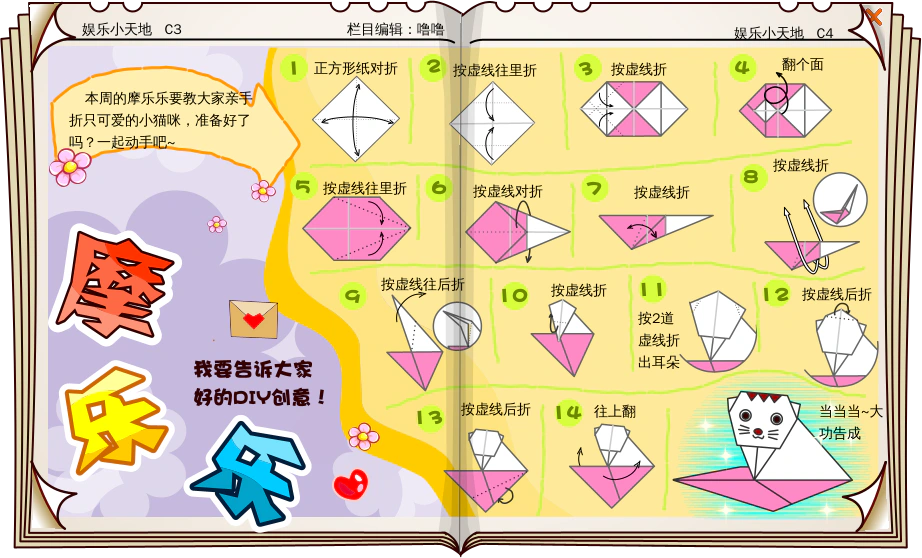 娱乐小天地 C3
栏目编辑：噜噜
娱乐小天地 C4
本周的摩乐乐要教大家亲手
折只可爱的小猫咪，准备好了
吗？一起动手吧~
摩
乐
乐
我要告诉大家
好的DIY创意！
1 正方形纸对折
2 按虚线往里折
3 按虚线折
4 翻个面
5 按虚线往里折
6 按虚线对折
7 按虚线折
8 按虚线折
9 按虚线往后折
10 按虚线折
11
按2道
虚线折
出耳朵
12 按虚线后折
13 按虚线后折
14 往上翻
当当当~大
功告成